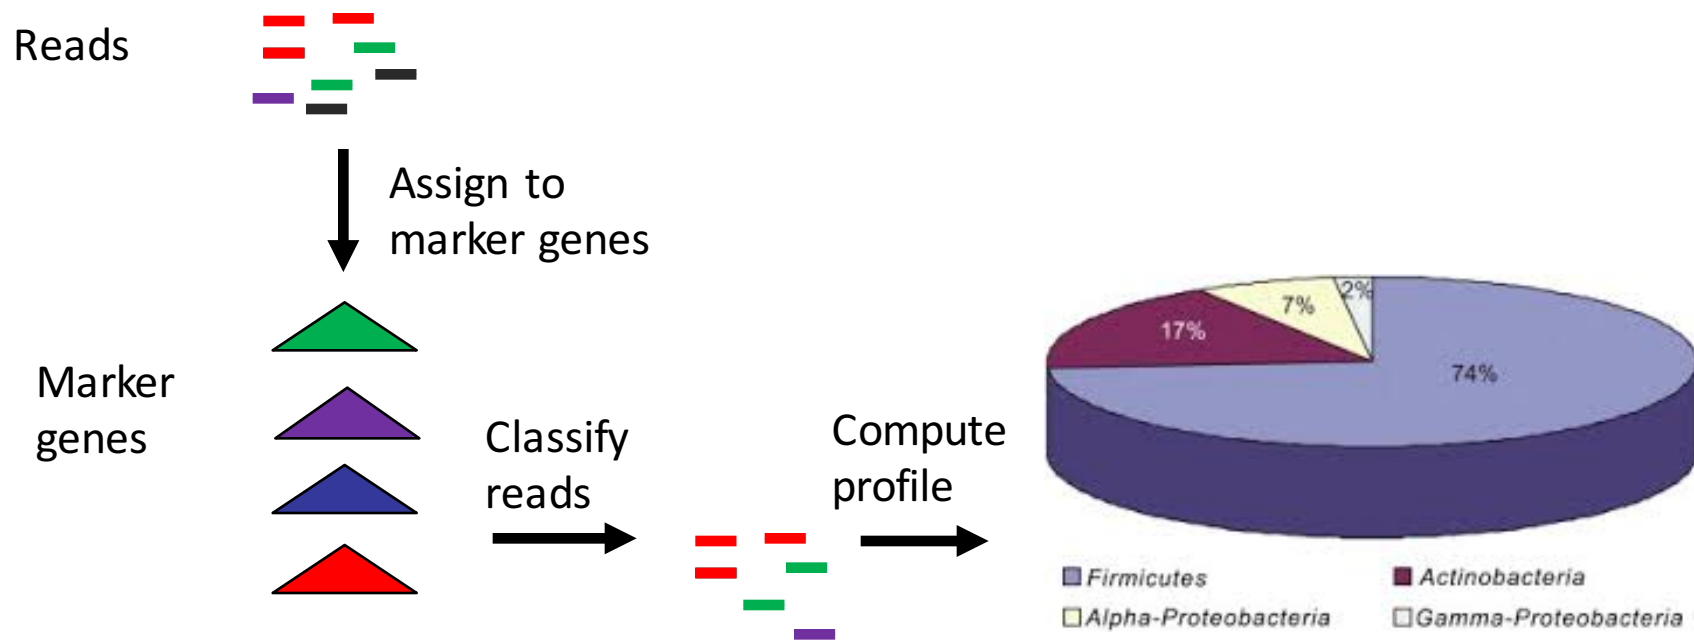 Reads
Assign to
marker genes
Marker
genes
Classify
reads
Compute
profile
2%
7%
17%
74%
Firmicutes
Actinobacteria
Alpha-Proteobacteria
Gamma-Proteobacteria